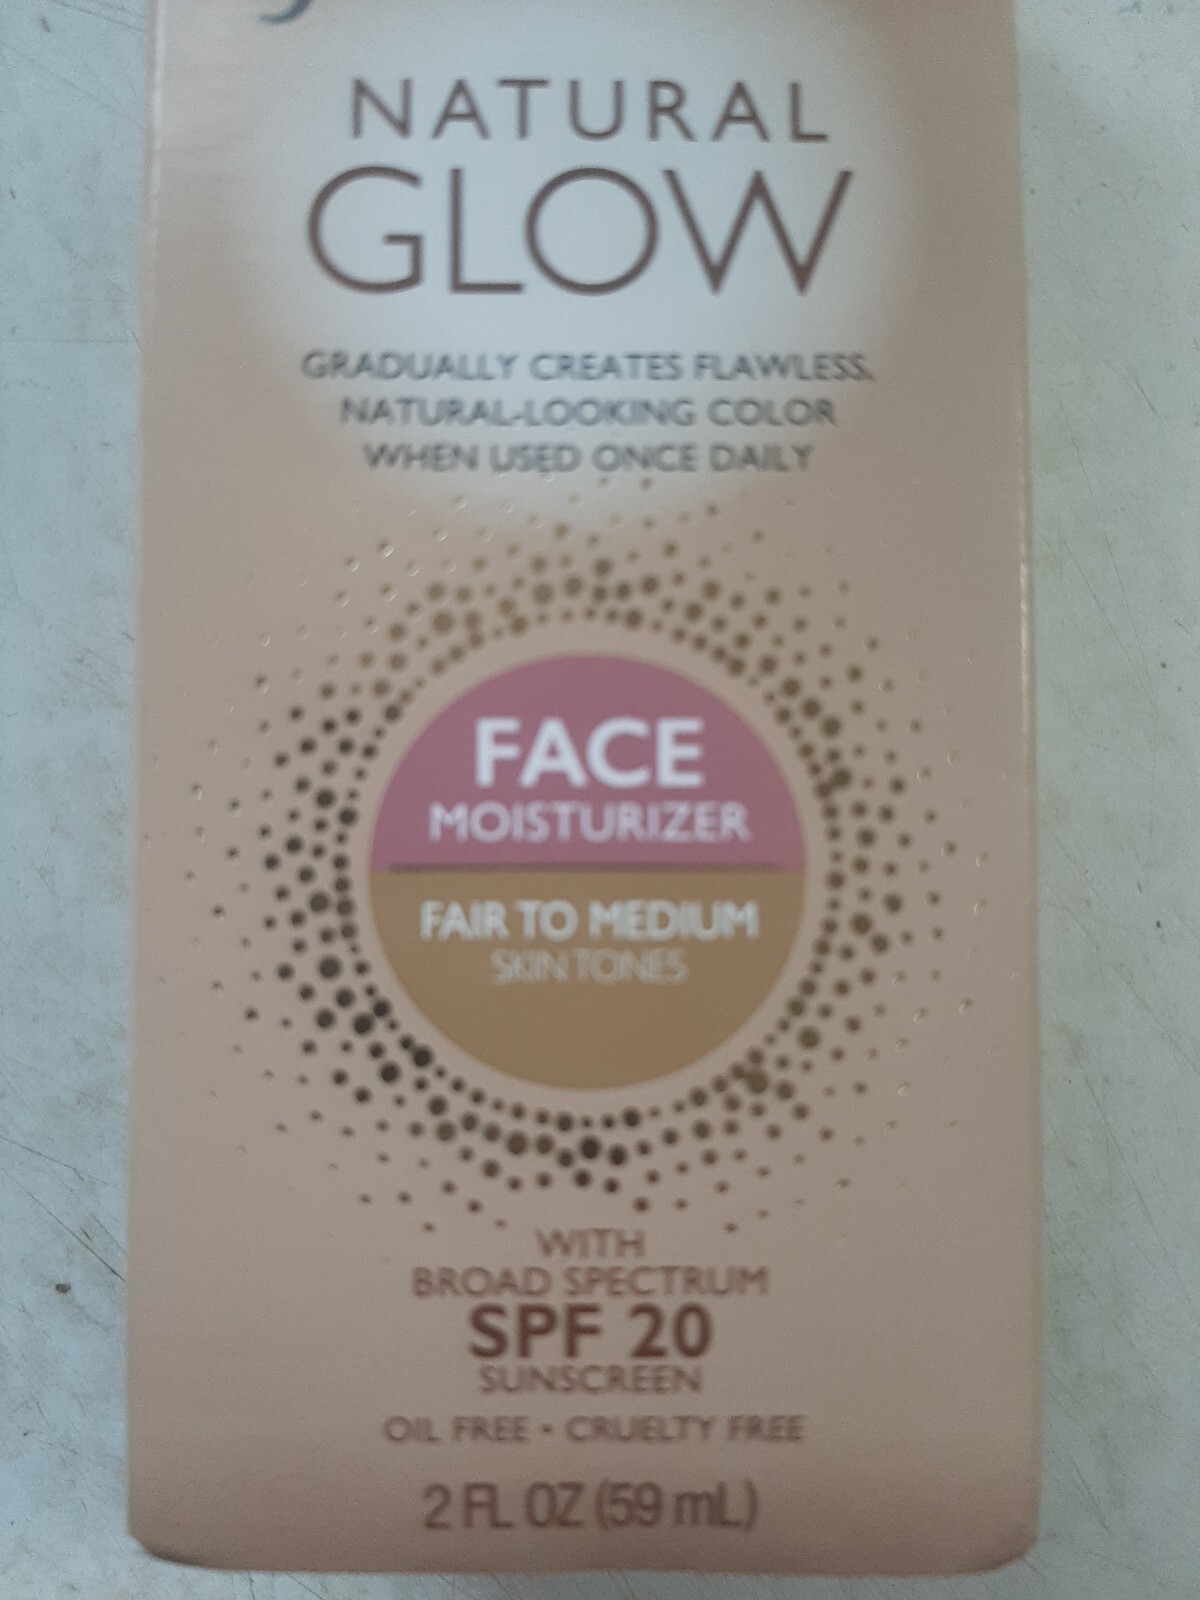 NATURAL
GLOW
GRADUALLY CREATES FLAWLESS,
NATURAL-LOOKING COLOR
WHEN USED ONCE DAILY
FACE
MOISTURIZER
FAIR TO MEDIUM
SKIN TONES
WITH
BROAD SPECTRUM
SPF 20
SUNSCREEN
OIL FREE • CRUELTY FREE
2 FL OZ (59 mL)